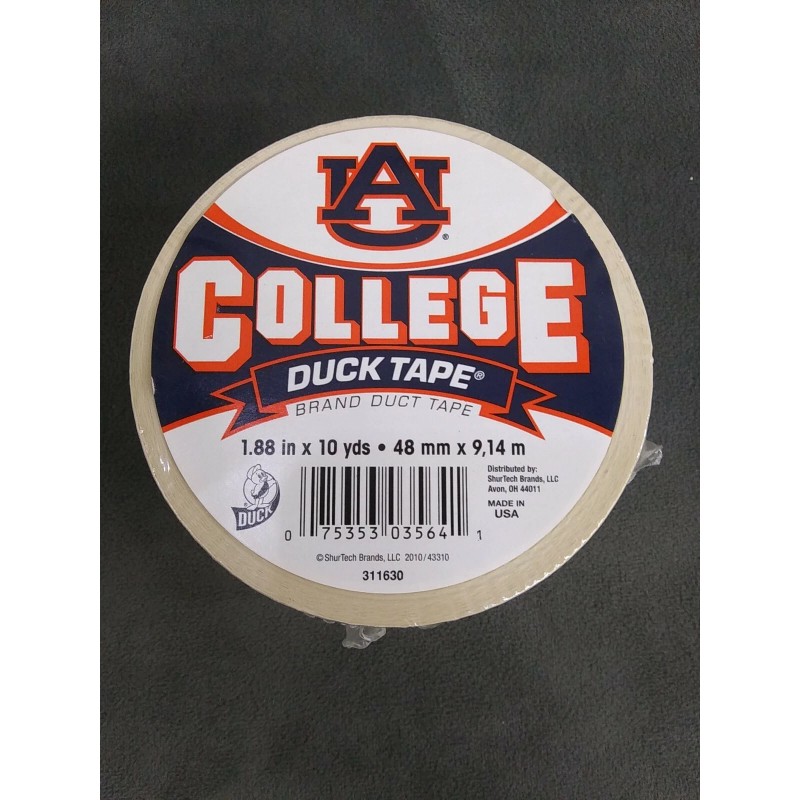 AU®
COLLEGE
DUCK TAPE®
BRAND DUCT TAPE
1.88 in x 10 yds • 48 mm x 9,14 m
Distributed by:
ShurTech Brands, LLC
Avon, OH 44011
MADE IN
USA
DUCK
0 75353 03564 1
©ShurTech Brands, LLC 2010/43310
311630